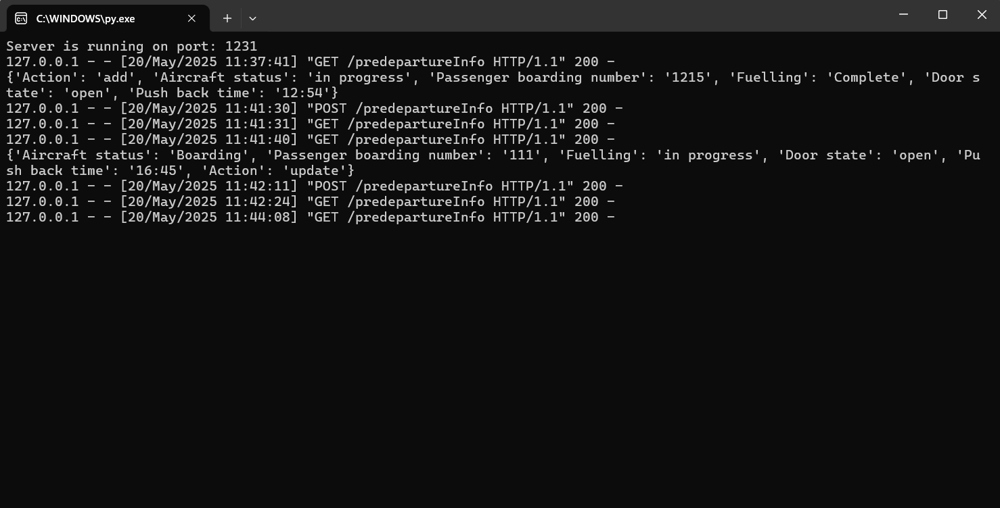 C:\WINDOWS\py.exe
Server is running on port: 1231
127.0.0.1 - - [20/May/2025 11:37:41] "GET /predepartureInfo HTTP/1.1" 200 -
{'Action': 'add', 'Aircraft status': 'in progress', 'Passenger boarding number': '1215', 'Fuelling': 'Complete', 'Door s
tate': 'open', 'Push back time': '12:54'}
127.0.0.1 - - [20/May/2025 11:41:30] "POST /predepartureInfo HTTP/1.1" 200 -
127.0.0.1 - - [20/May/2025 11:41:31] "GET /predepartureInfo HTTP/1.1" 200 -
127.0.0.1 - - [20/May/2025 11:41:40] "GET /predepartureInfo HTTP/1.1" 200 -
{'Aircraft status': 'Boarding', 'Passenger boarding number': '111', 'Fuelling': 'in progress', 'Door state': 'open', 'Pu
sh back time': '16:45', 'Action': 'update'}
127.0.0.1 - - [20/May/2025 11:42:11] "POST /predepartureInfo HTTP/1.1" 200 -
127.0.0.1 - - [20/May/2025 11:42:24] "GET /predepartureInfo HTTP/1.1" 200 -
127.0.0.1 - - [20/May/2025 11:44:08] "GET /predepartureInfo HTTP/1.1" 200 -